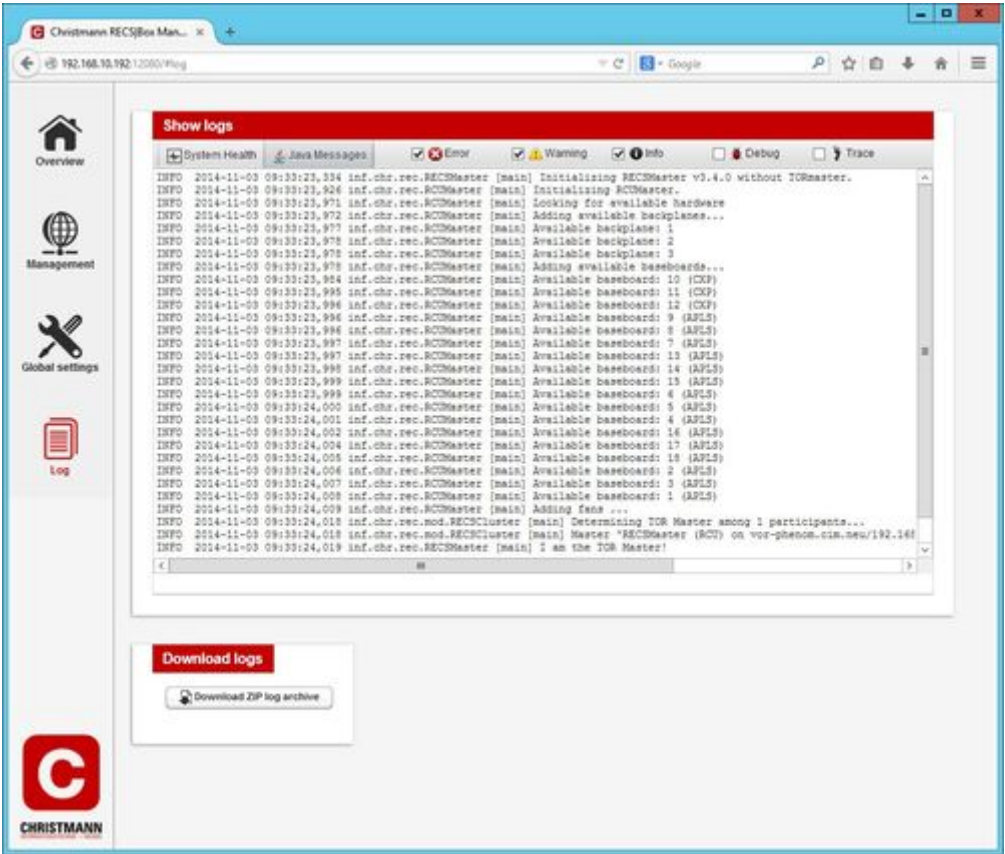 Christmann RECS|Box Man...
192.168.10.192:12080/#log
Google
Overview
Management
Global settings
Log
CHRISTMANN
Show logs
System Health Java Messages Error Warning Info Debug Trace
INFO 2014-11-03 09:33:23,334 inf.chr.rec.RECSMaster [main] Initializing RECSMaster v3.4.0 without TORmaster.
INFO 2014-11-03 09:33:23,926 inf.chr.rec.RCUMaster [main] Initializing RCUMaster.
INFO 2014-11-03 09:33:23,971 inf.chr.rec.RCUMaster [main] Looking for available hardware
INFO 2014-11-03 09:33:23,972 inf.chr.rec.RCUMaster [main] Adding available backplanes...
INFO 2014-11-03 09:33:23,977 inf.chr.rec.RCUMaster [main] Available backplane: 1
INFO 2014-11-03 09:33:23,978 inf.chr.rec.RCUMaster [main] Available backplane: 2
INFO 2014-11-03 09:33:23,978 inf.chr.rec.RCUMaster [main] Available backplane: 3
INFO 2014-11-03 09:33:23,978 inf.chr.rec.RCUMaster [main] Adding available baseboards...
INFO 2014-11-03 09:33:23,984 inf.chr.rec.RCUMaster [main] Available baseboard: 10 (CXP)
INFO 2014-11-03 09:33:23,995 inf.chr.rec.RCUMaster [main] Available baseboard: 11 (CXP)
INFO 2014-11-03 09:33:23,996 inf.chr.rec.RCUMaster [main] Available baseboard: 12 (CXP)
INFO 2014-11-03 09:33:23,996 inf.chr.rec.RCUMaster [main] Available baseboard: 9 (APLS)
INFO 2014-11-03 09:33:23,996 inf.chr.rec.RCUMaster [main] Available baseboard: 8 (APLS)
INFO 2014-11-03 09:33:23,997 inf.chr.rec.RCUMaster [main] Available baseboard: 7 (APLS)
INFO 2014-11-03 09:33:23,997 inf.chr.rec.RCUMaster [main] Available baseboard: 13 (APLS)
INFO 2014-11-03 09:33:23,998 inf.chr.rec.RCUMaster [main] Available baseboard: 14 (APLS)
INFO 2014-11-03 09:33:23,999 inf.chr.rec.RCUMaster [main] Available baseboard: 15 (APLS)
INFO 2014-11-03 09:33:23,999 inf.chr.rec.RCUMaster [main] Available baseboard: 6 (APLS)
INFO 2014-11-03 09:33:24,000 inf.chr.rec.RCUMaster [main] Available baseboard: 5 (APLS)
INFO 2014-11-03 09:33:24,001 inf.chr.rec.RCUMaster [main] Available baseboard: 4 (APLS)
INFO 2014-11-03 09:33:24,002 inf.chr.rec.RCUMaster [main] Available baseboard: 16 (APLS)
INFO 2014-11-03 09:33:24,004 inf.chr.rec.RCUMaster [main] Available baseboard: 17 (APLS)
INFO 2014-11-03 09:33:24,005 inf.chr.rec.RCUMaster [main] Available baseboard: 18 (APLS)
INFO 2014-11-03 09:33:24,006 inf.chr.rec.RCUMaster [main] Available baseboard: 2 (APLS)
INFO 2014-11-03 09:33:24,007 inf.chr.rec.RCUMaster [main] Available baseboard: 3 (APLS)
INFO 2014-11-03 09:33:24,008 inf.chr.rec.RCUMaster [main] Available baseboard: 1 (APLS)
INFO 2014-11-03 09:33:24,009 inf.chr.rec.RCUMaster [main] Adding fans ...
INFO 2014-11-03 09:33:24,018 inf.chr.rec.mod.RECSCluster [main] Determining TOR Master among 1 participants...
INFO 2014-11-03 09:33:24,018 inf.chr.rec.mod.RECSCluster [main] Master "RECSMaster (RCU) on vor-phenom.cim.neu/192.168
INFO 2014-11-03 09:33:24,019 inf.chr.rec.RECSMaster [main] I am the TOR Master!
Download logs
Download ZIP log archive